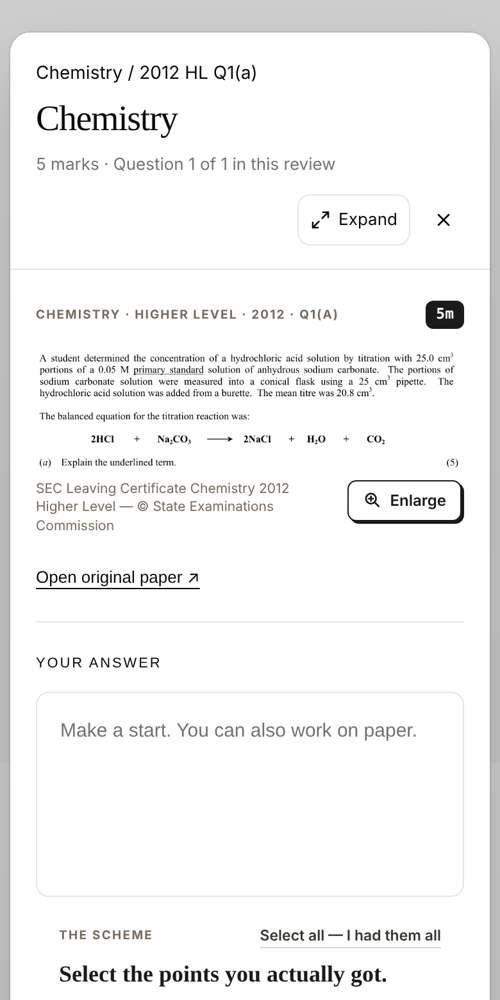 Chemistry / 2012 HL Q1(a)
Chemistry
5 marks · Question 1 of 1 in this review
Expand
CHEMISTRY · HIGHER LEVEL · 2012 · Q1(A)
5m
A student determined the concentration of a hydrochloric acid solution by titration with 25.0 cm³
portions of a 0.05 M primary standard solution of anhydrous sodium carbonate. The portions of
sodium carbonate solution were measured into a conical flask using a 25 cm³ pipette. The
hydrochloric acid solution was added from a burette. The mean titre was 20.8 cm³.
The balanced equation for the titration reaction was:
2HCl + Na₂CO₃ ⟶ 2NaCl + H₂O + CO₂
(a) Explain the underlined term. (5)
SEC Leaving Certificate Chemistry 2012
Higher Level — © State Examinations
Commission
Enlarge
Open original paper ↗
YOUR ANSWER
Make a start. You can also work on paper.
THE SCHEME
Select all — I had them all
Select the points you actually got.